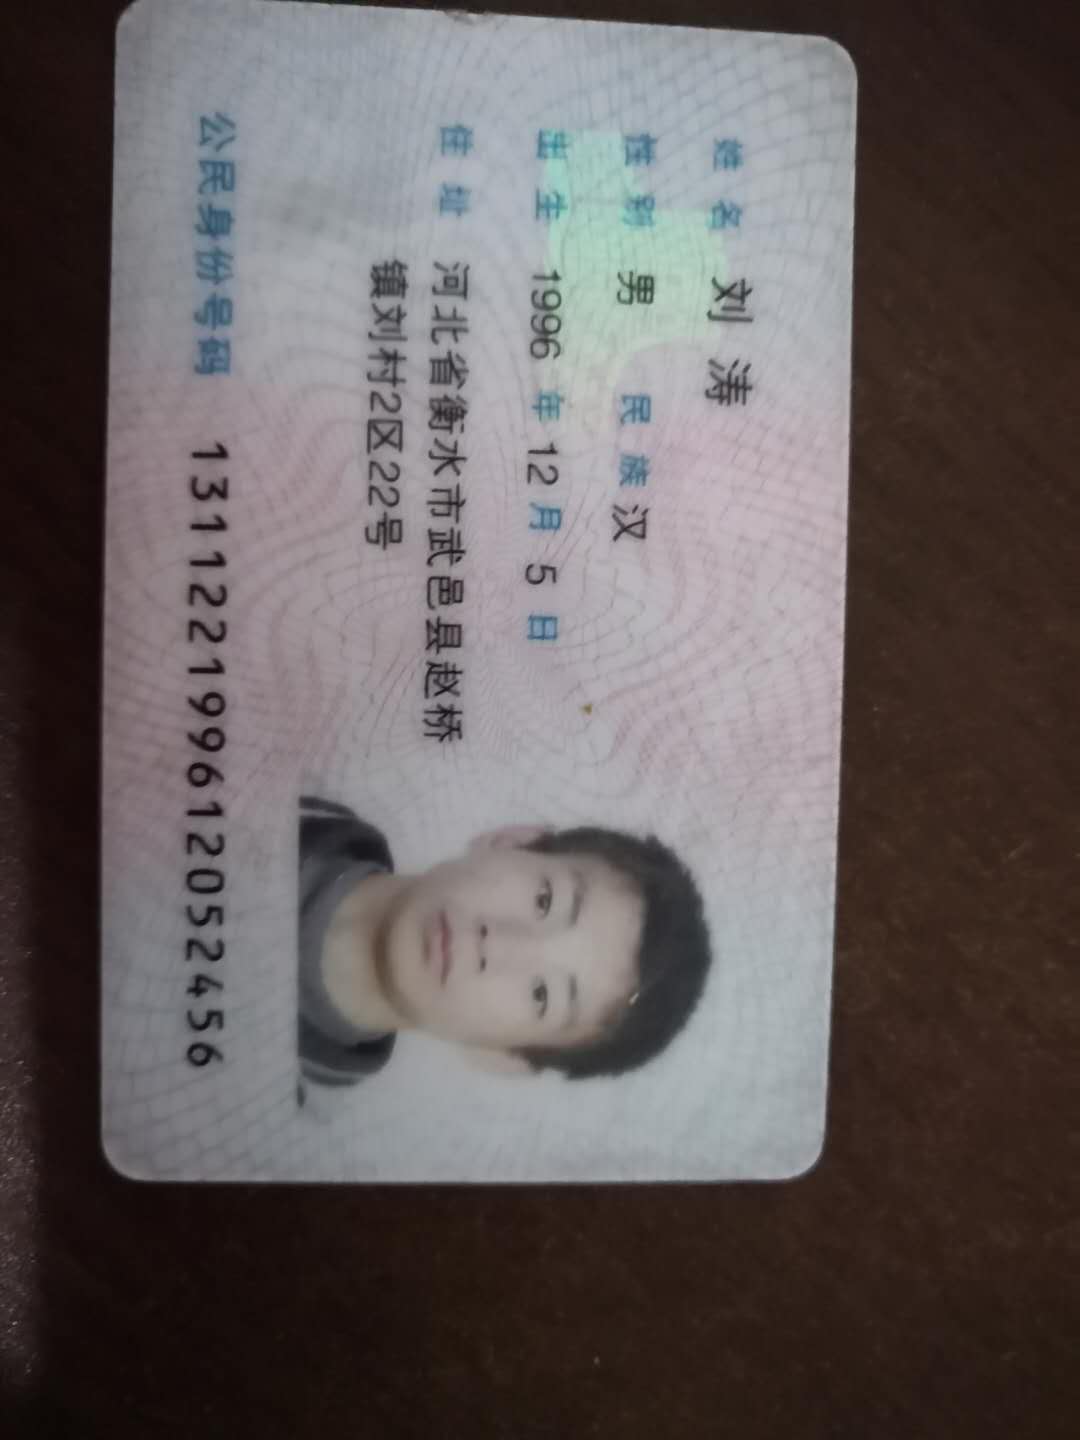 姓名 刘涛
性别 男 民族 汉
出生 1996 年 12 月 5 日
住址 河北省衡水市武邑县赵桥
镇刘村2区22号
公民身份号码 131122199612052456